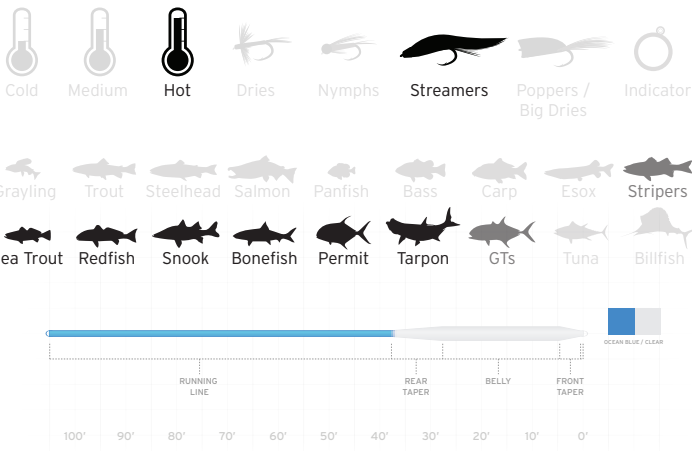 Cold Medium Hot Dries Nymphs Streamers Poppers / Indicator
Big Dries
Grayling Trout Steelhead Salmon Panfish Bass Carp Esox Stripers
ea Trout Redfish Snook Bonefish Permit Tarpon GTs Tuna Billfish
OCEAN BLUE / CLEAR
RUNNING LINE
REAR TAPER
BELLY
FRONT TAPER
100' 90' 80' 70' 60' 50' 40' 30' 20' 10' 0'